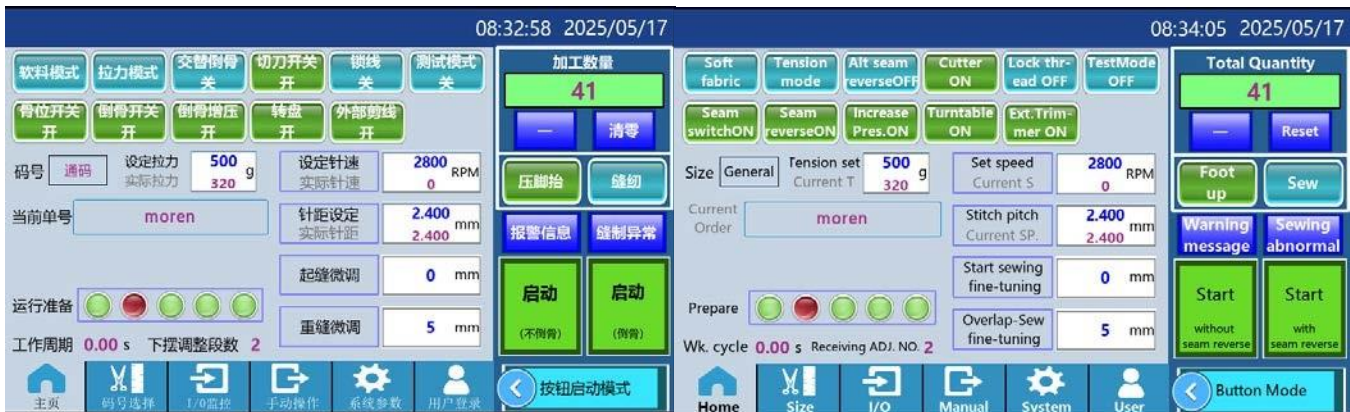 08:32:58 2025/05/17
软料模式
拉力模式
交替倒骨
关
切刀开关
开
锁线
关
测试模式
关
骨位开关
开
倒骨开关
开
倒骨增压
开
转盘
开
外部剪线
开
加工数量
41
—
清零
码号
通码
设定拉力
实际拉力
500
320
g
设定针速
实际针速
2800
0
RPM
压脚抬
缝纫
当前单号
moren
针距设定
实际针距
2.400
2.400
mm
报警信息
缝制异常
起缝微调
0 mm
启动
(不倒骨)
启动
(倒骨)
运行准备
重缝微调
5 mm
工作周期 0.00 s 下摆调整段数 2
主页
码号选择
I/O监控
手动操作
系统参数
用户登录
按钮启动模式
08:34:05 2025/05/17
Soft
fabric
Tension
mode
Alt seam
reverseOFF
Cutter
ON
Lock thr-
ead OFF
TestMode
OFF
Seam
switchON
Seam
reverseON
Increase
Pres.ON
Turntable
ON
Ext.Trim-
mer ON
Total Quantity
41
—
Reset
Size
General
Tension set
Current T
500
320
g
Set speed
Current S
2800
0
RPM
Foot
up
Sew
Current
Order
moren
Stitch pitch
Current SP.
2.400
2.400
mm
Warning
message
Sewing
abnormal
Start sewing
fine-tuning
0 mm
Start
without
seam reverse
Start
with
seam reverse
Prepare
Overlap-Sew
fine-tuning
5 mm
Wk. cycle 0.00 s Receiving ADJ. NO. 2
Home
Size
I/O
Manual
System
User
Button Mode